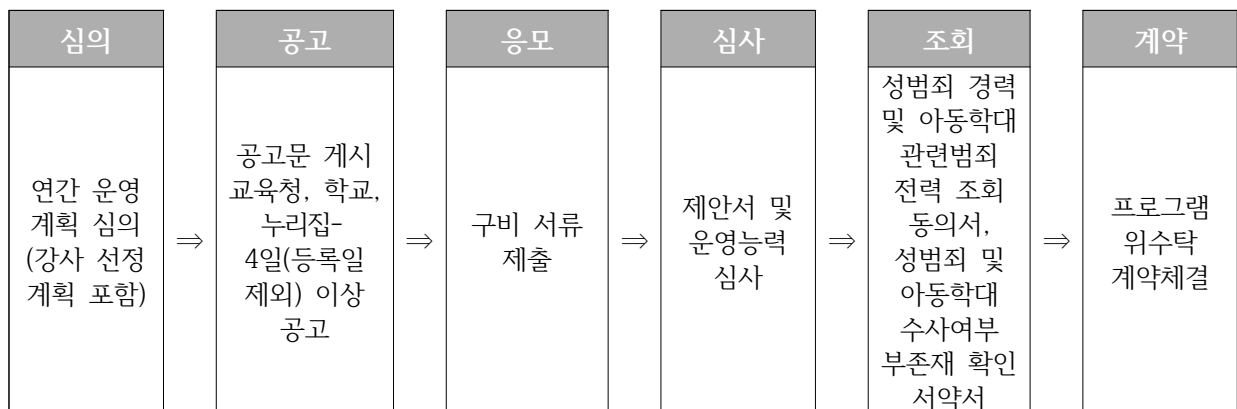 심의
연간 운영
계획 심의
(강사 선정
계획 포함)
⇒
공고
공고문 게시
교육청, 학교,
누리집-
4일(등록일
제외) 이상
공고
⇒
응모
구비 서류
제출
⇒
심사
제안서 및
운영능력
심사
⇒
조회
성범죄 경력
및 아동학대
관련범죄
전력 조회
동의서,
성범죄 및
아동학대
수사여부
부존재 확인
서약서
⇒
계약
프로그램
위수탁
계약체결